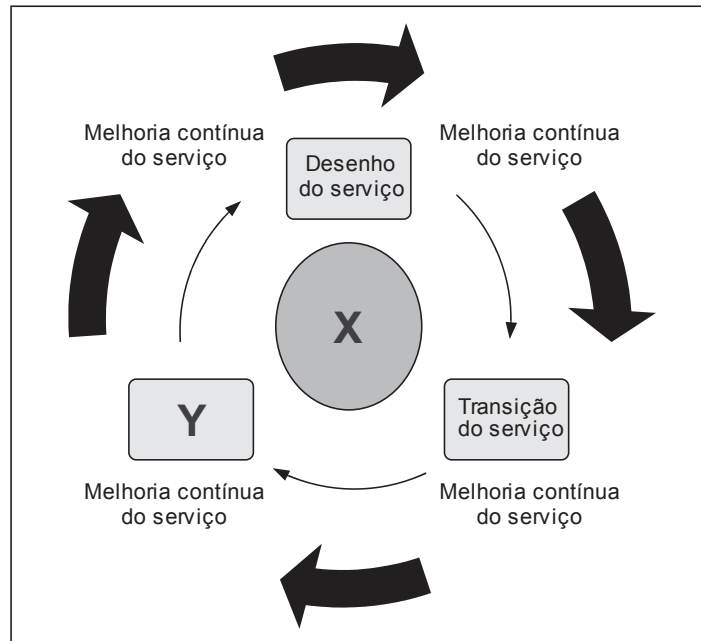 Melhoria contínua
do serviço
Melhoria contínua
do serviço
Desenho
do serviço
X
Y
Transição
do serviço
Melhoria contínua
do serviço
Melhoria contínua
do serviço